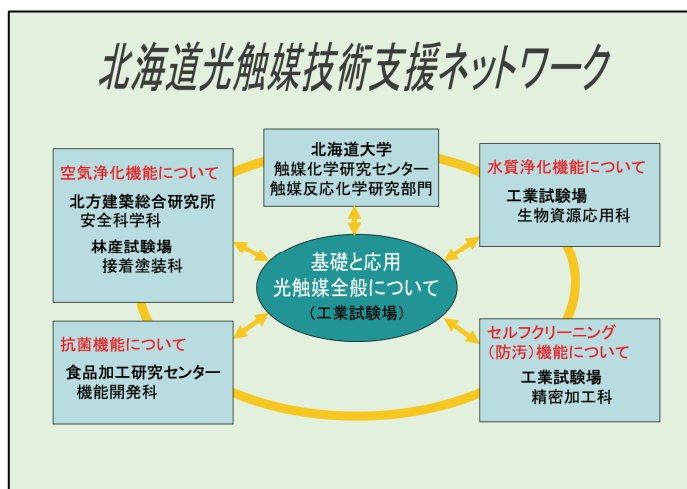 北海道光触媒技術支援ネットワーク
北海道大学
触媒化学研究センター
触媒反応化学研究部門
空気浄化機能について
北方建築総合研究所
安全科学科
林産試験場
接着塗装科
水質浄化機能について
工業試験場
生物資源応用科
基礎と応用
光触媒全般について
（工業試験場）
抗菌機能について
食品加工研究センター
機能開発科
セルフクリーニング
（防汚）機能について
工業試験場
精密加工科